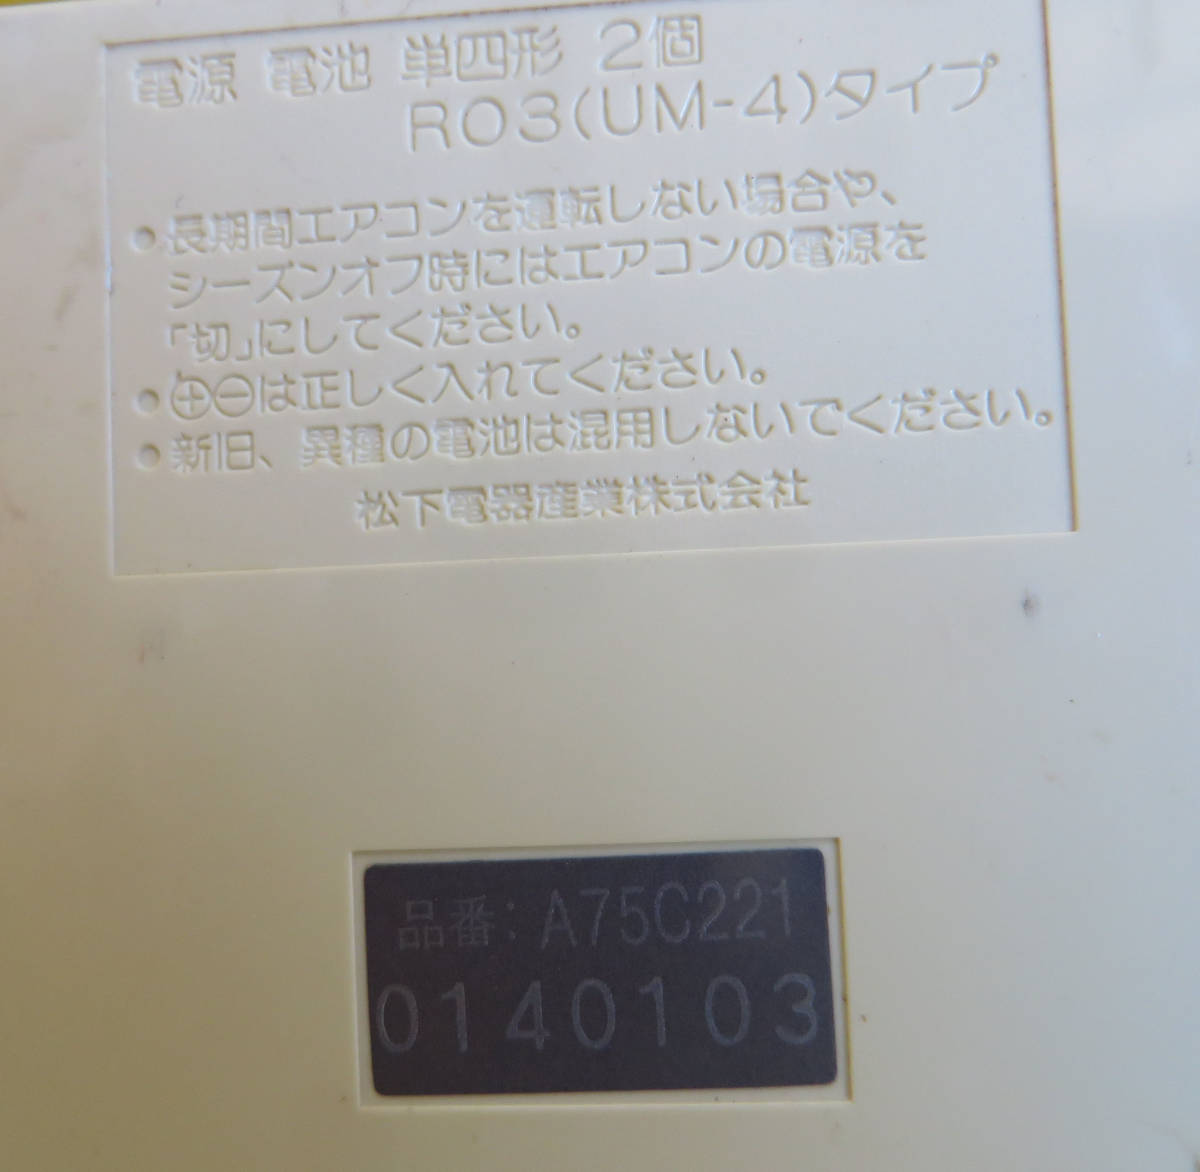 電源 電池 単四形 2個
R03(UM-4)タイプ
●長期間エアコンを運転しない場合や、
シーズンオフ時にはエアコンの電源を
「切」にしてください。
●⊕⊖は正しく入れてください。
●新旧、異種の電池は混用しないでください。
松下電器産業株式会社
品番: A75C221
0140103